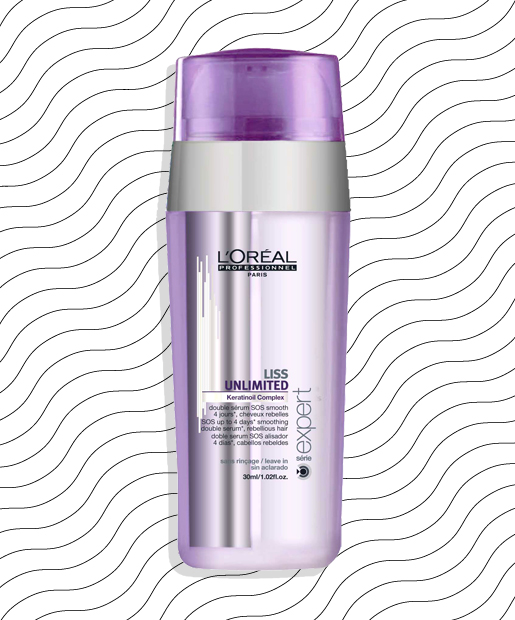 L'ORÉAL
PROFESSIONNEL
PARIS
LISS
UNLIMITED
Keratinoil Complex
double sérum SOS smooth
4 jours*, cheveux rebelles
SOS up to 4 days* smoothing
double serum*, rebellious hair
doble serum SOS alisador
4 días*, cabellos rebeldes
sans rinçage / leave in
sin aclarado
30ml/1.02fl.oz.
série expert